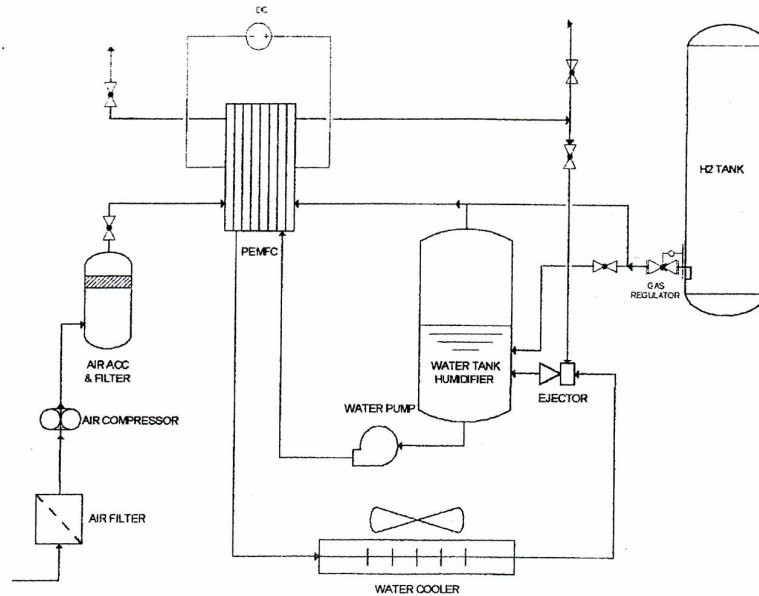 DC
- +
H2 TANK
PEMFC
GAS
REGULATOR
AIR ACC
& FILTER
WATER TANK
HUMIDIFIER
EJECTOR
WATER PUMP
AIR COMPRESSOR
AIR FILTER
WATER COOLER